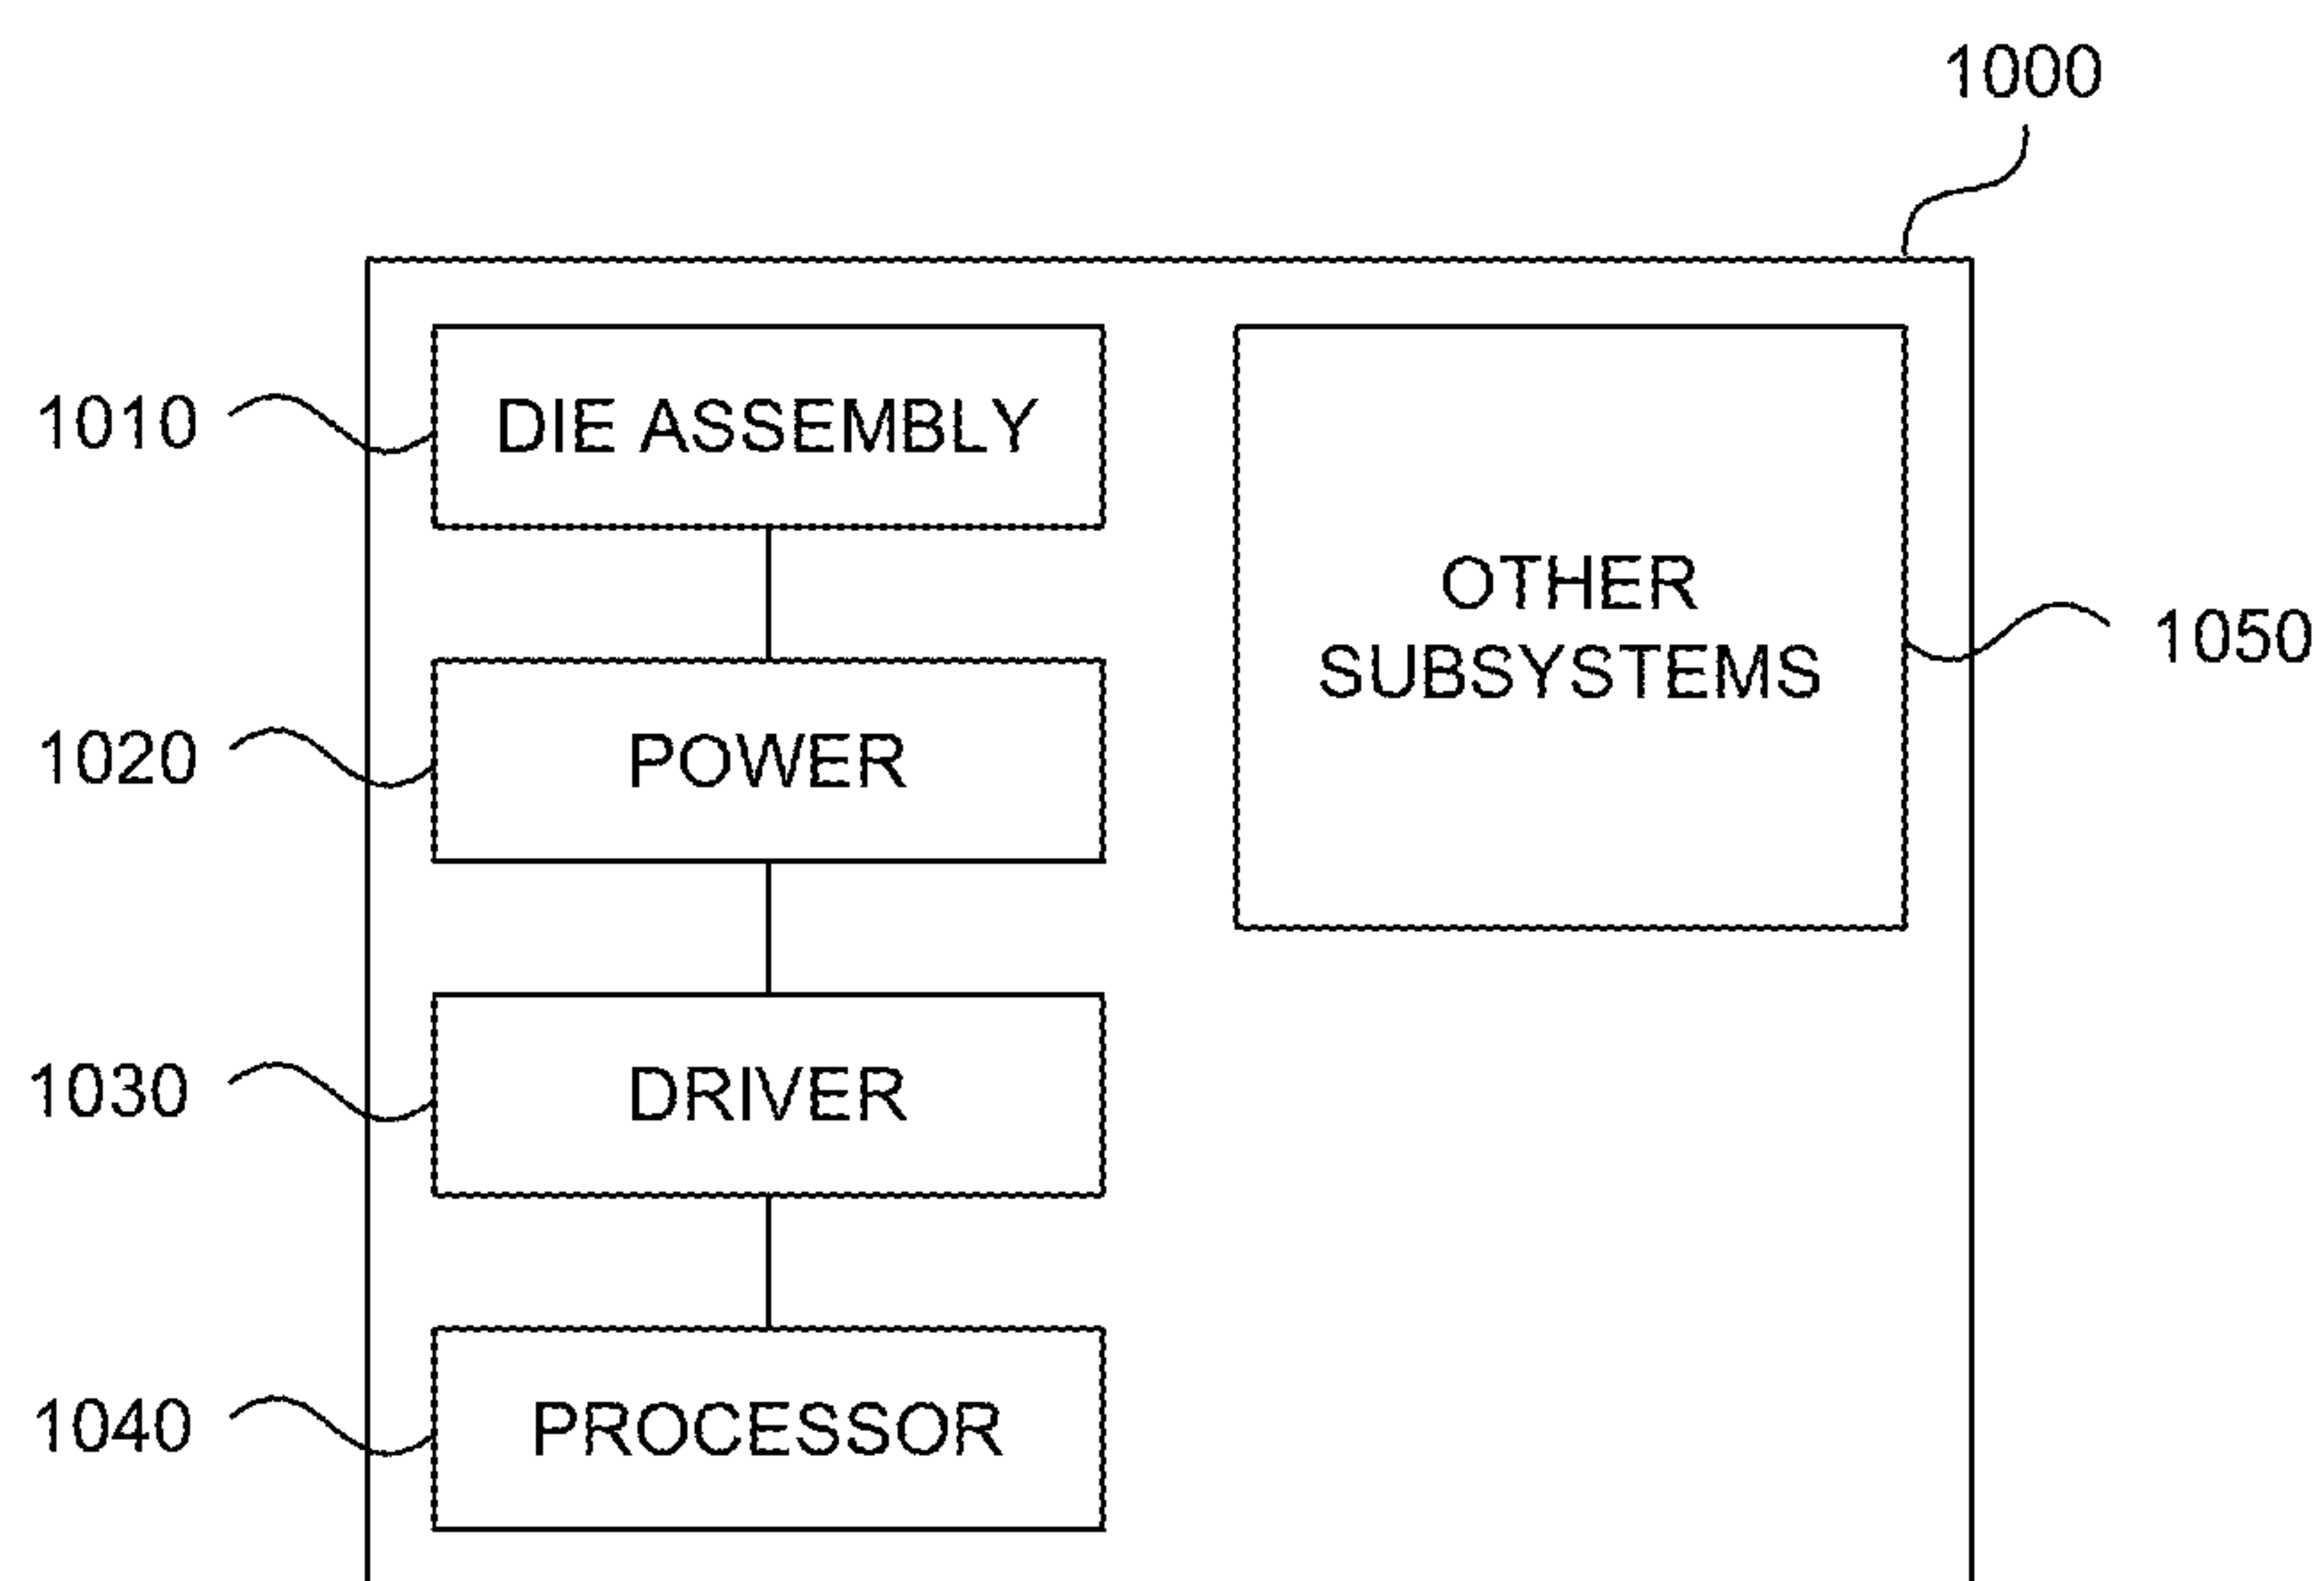 1000
1010
DIE ASSEMBLY
OTHER
SUBSYSTEMS
1050
1020
POWER
1030
DRIVER
1040
PROCESSOR